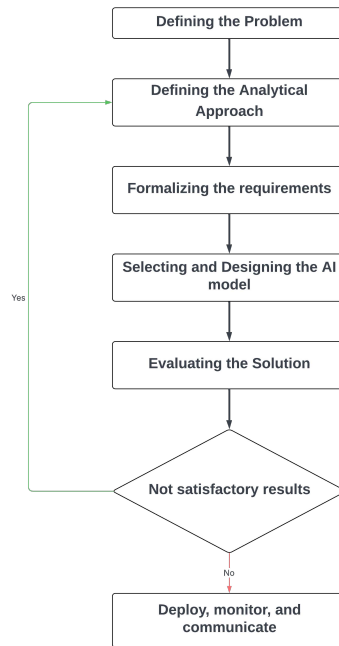 Defining the Problem
Defining the Analytical
Approach
Formalizing the requirements
Selecting and Designing the AI
model
Yes
Evaluating the Solution
Not satisfactory results
No
Deploy, monitor, and
communicate